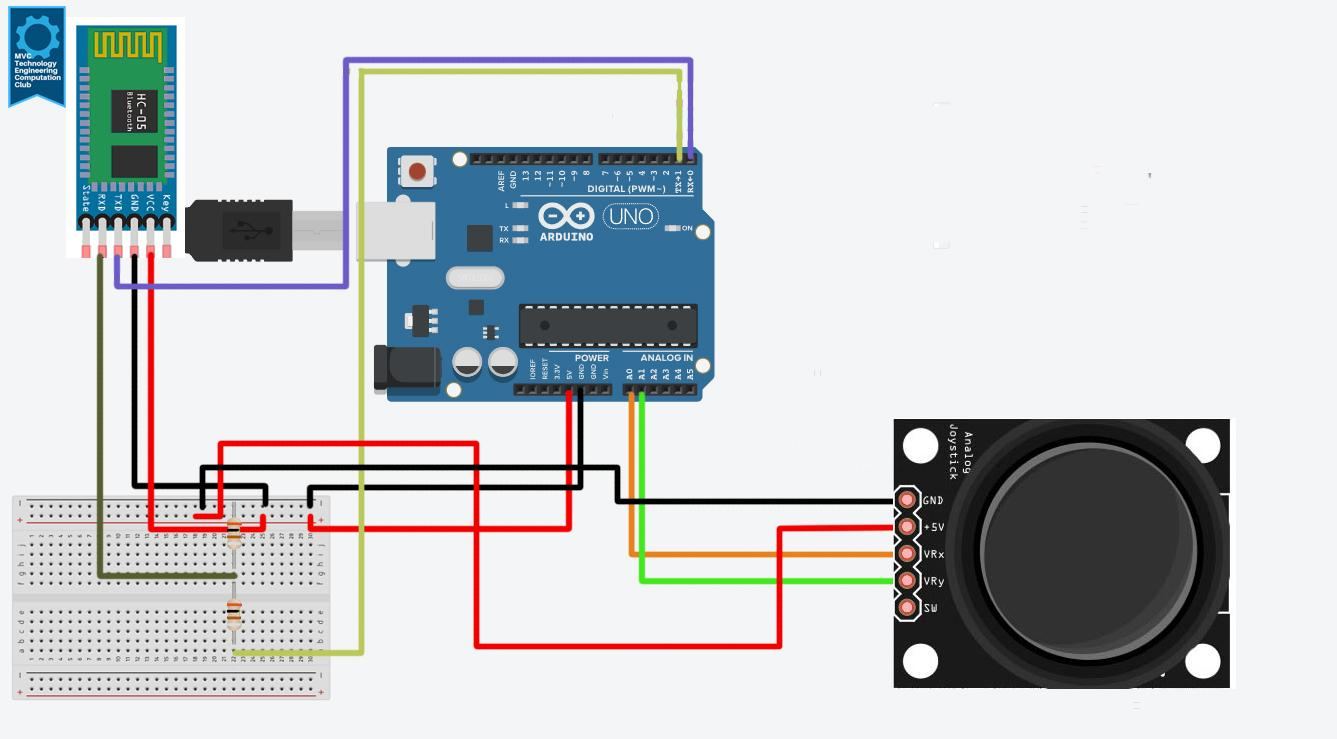 MVC
Technology
Engineering
Computation
Club
HC-05
Bluetooth
State
RXD
TXD
GND
VCC
Key
AREF
GND
13
12
~11
~10
~9
8
7
~6
~5
4
~3
2
TX→1
RX←0
DIGITAL (PWM~)
L
TX
RX
ARDUINO
UNO
ON
POWER
ANALOG IN
IOREF
RESET
3.3V
5V
GND
GND
Vin
A0
A1
A2
A3
A4
A5
Analog
Joystick
GND
+5V
VRx
VRy
SW